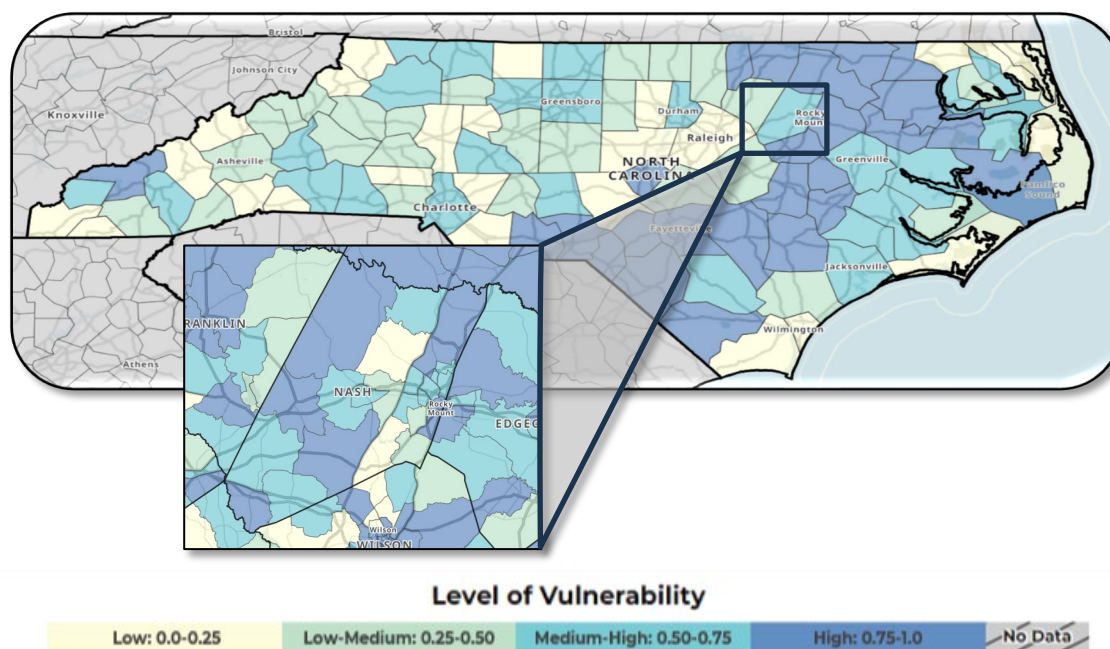 Bristol
Johnson City
Knoxville
Greensboro
Durham
Rocky
Mount
Raleigh
Asheville
NORTH
CAROLINA
Greenville
Pamlico
Sound
Charlotte
Fayetteville
Jacksonville
Wilmington
Athens
RANKLIN
NASH
Rocky
Mount
EDGEC
Wilson
WILSON
Level of Vulnerability
Low: 0.0-0.25
Low-Medium: 0.25-0.50
Medium-High: 0.50-0.75
High: 0.75-1.0
No Data